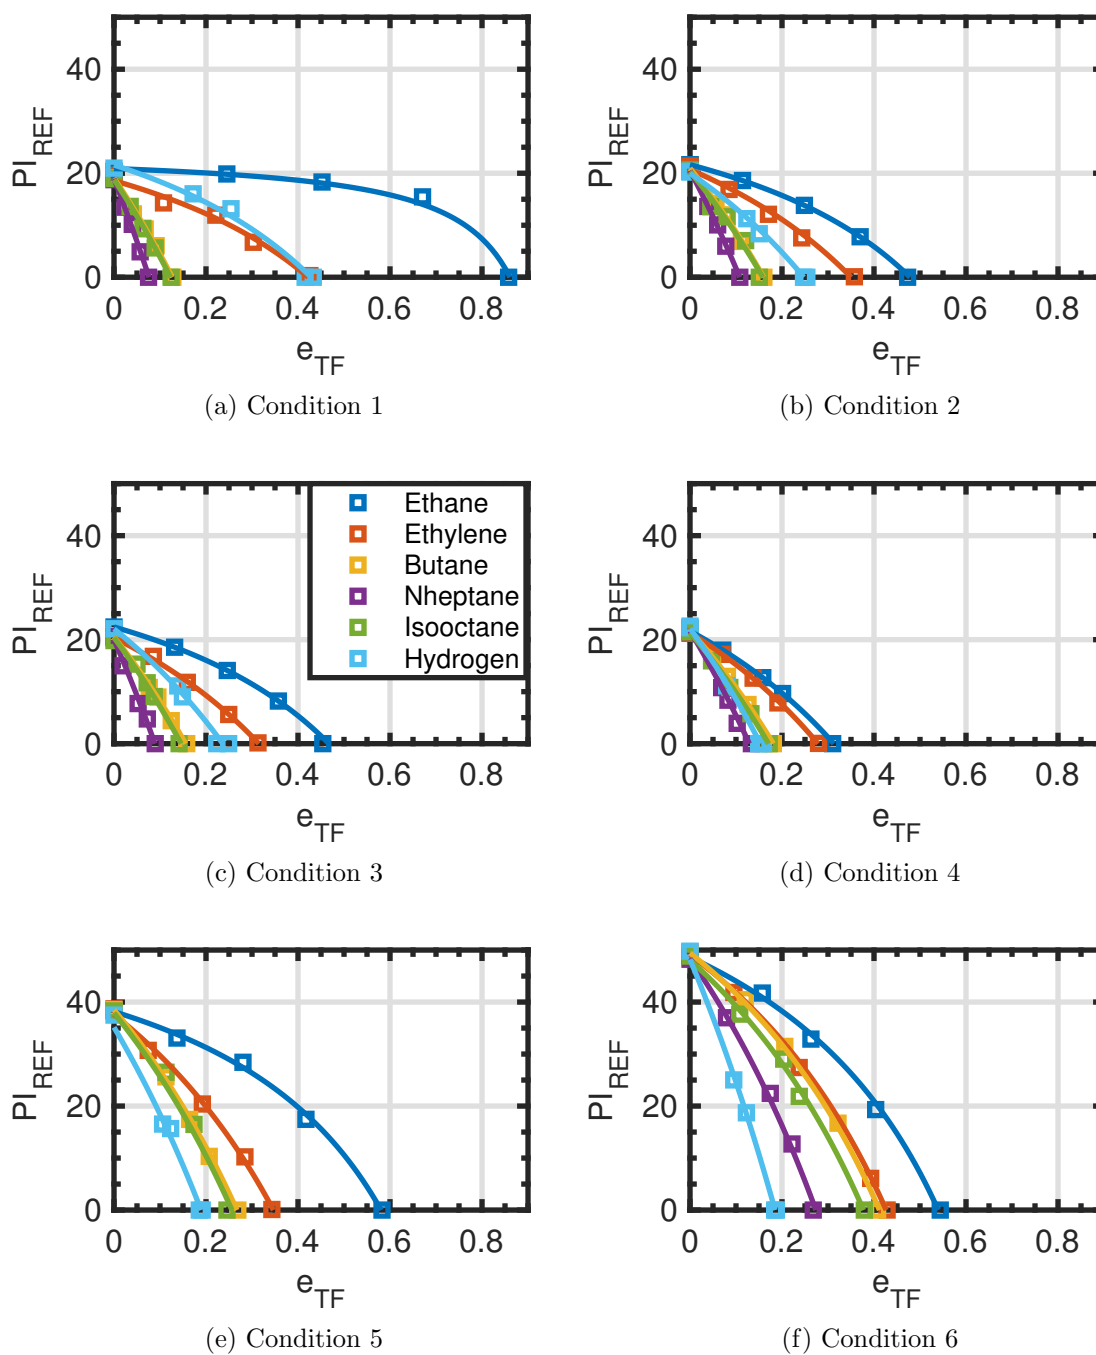 40
20
0
PI_REF
0 0.2 0.4 0.6 0.8
e_TF
(a) Condition 1
40
20
0
PI_REF
0 0.2 0.4 0.6 0.8
e_TF
(b) Condition 2
40
20
0
PI_REF
Ethane
Ethylene
Butane
Nheptane
Isooctane
Hydrogen
0 0.2 0.4 0.6 0.8
e_TF
(c) Condition 3
40
20
0
PI_REF
0 0.2 0.4 0.6 0.8
e_TF
(d) Condition 4
40
20
0
PI_REF
0 0.2 0.4 0.6 0.8
e_TF
(e) Condition 5
40
20
0
PI_REF
0 0.2 0.4 0.6 0.8
e_TF
(f) Condition 6